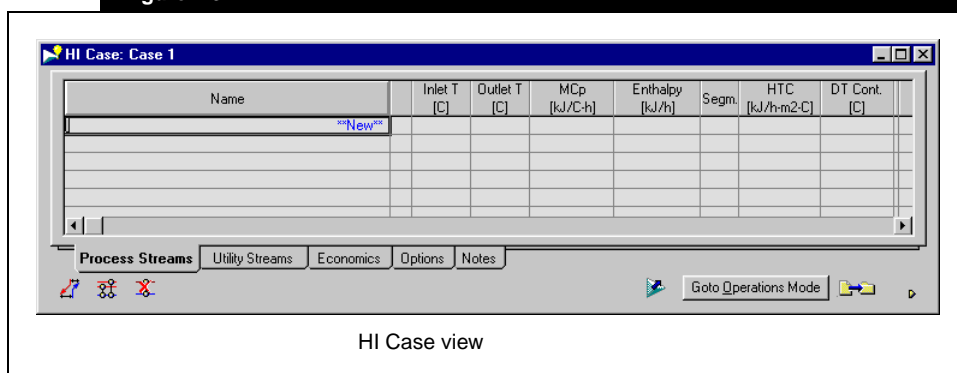 HI Case: Case 1
Name Inlet T [C] Outlet T [C] MCp [kJ/C-h] Enthalpy [kJ/h] Segm. HTC [kJ/h-m2-C] DT Cont. [C]
**New**
Process Streams Utility Streams Economics Options Notes
Goto Operations Mode
HI Case view